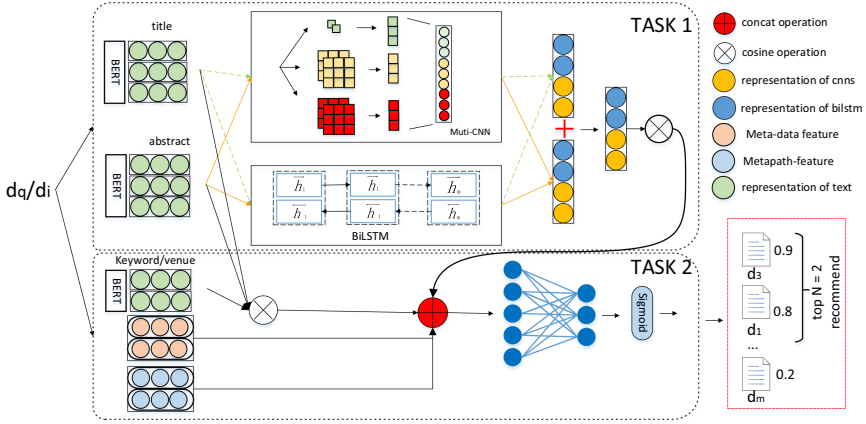 title
BERT
abstract
BERT
dq/di
Muti-CNN
BiLSTM
TASK 1
Keyword/venue
BERT
TASK 2
Sigmoid
concat operation
cosine operation
representation of cnns
representation of bilstm
Meta-data feature
Metapath-feature
representation of text
0.9
d3
0.8
d1
...
0.2
dm
top N = 2
recommend